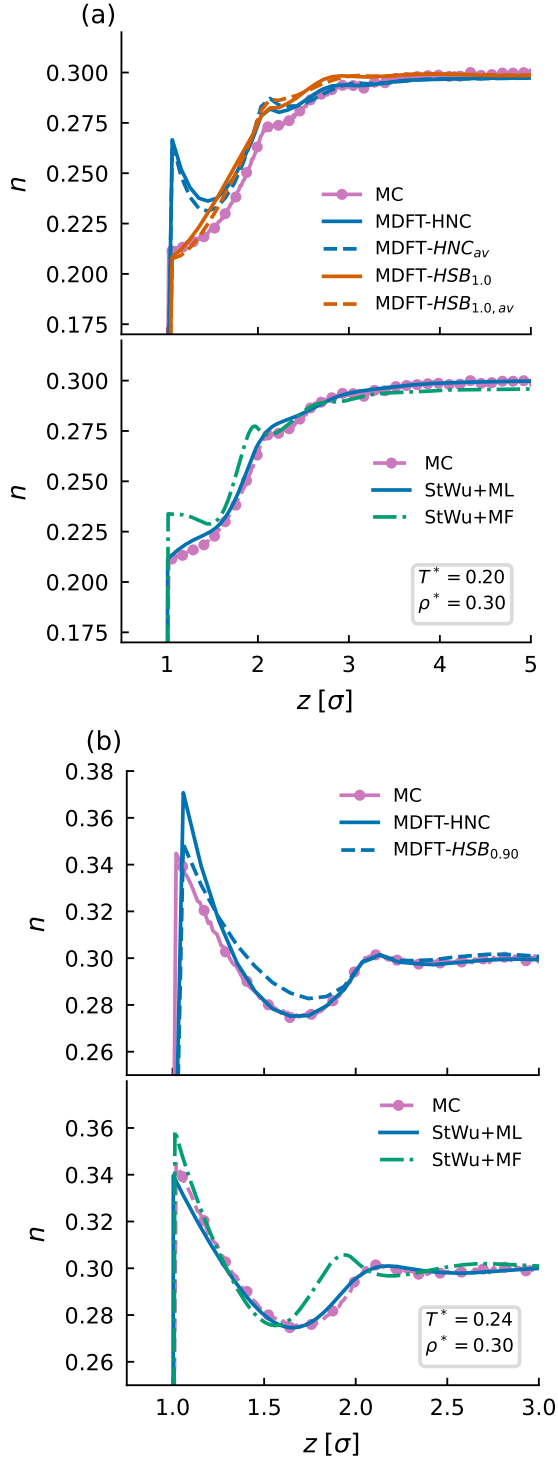 (a)
0.300
0.275
0.250
0.225
0.200
0.175
n
MC
MDFT-HNC
MDFT-HNC_av
MDFT-HSB_1.0
MDFT-HSB_1.0, av
0.300
0.275
0.250
0.225
0.200
0.175
n
MC
StWu+ML
StWu+MF
T* = 0.20
ρ* = 0.30
1 2 3 4 5
z [σ]
(b)
0.38
0.36
0.34
0.32
0.30
0.28
0.26
n
MC
MDFT-HNC
MDFT-HSB_0.90
0.36
0.34
0.32
0.30
0.28
0.26
n
MC
StWu+ML
StWu+MF
T* = 0.24
ρ* = 0.30
1.0 1.5 2.0 2.5 3.0
z [σ]